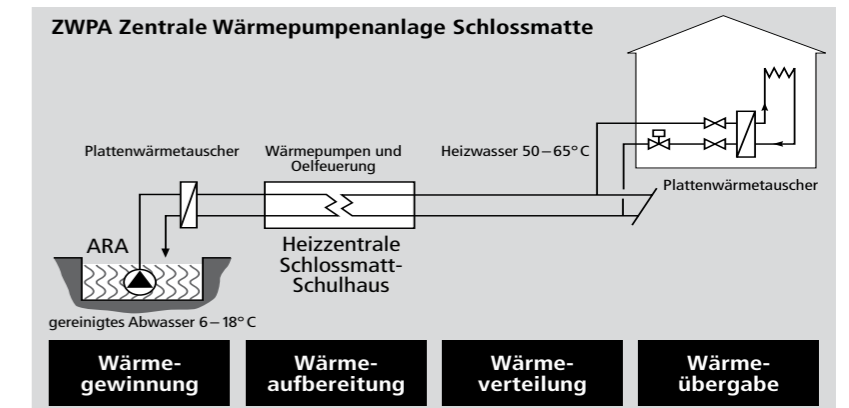 ZWPA Zentrale Wärmepumpenanlage Schlossmatte
Plattenwärmetauscher
Wärmepumpen und
Oelfeuerung
Heizwasser 50–65°C
Plattenwärmetauscher
ARA
Heizzentrale
Schlossmatt-
Schulhaus
gereinigtes Abwasser 6–18°C
Wärme-
gewinnung
Wärme-
aufbereitung
Wärme-
verteilung
Wärme-
übergabe